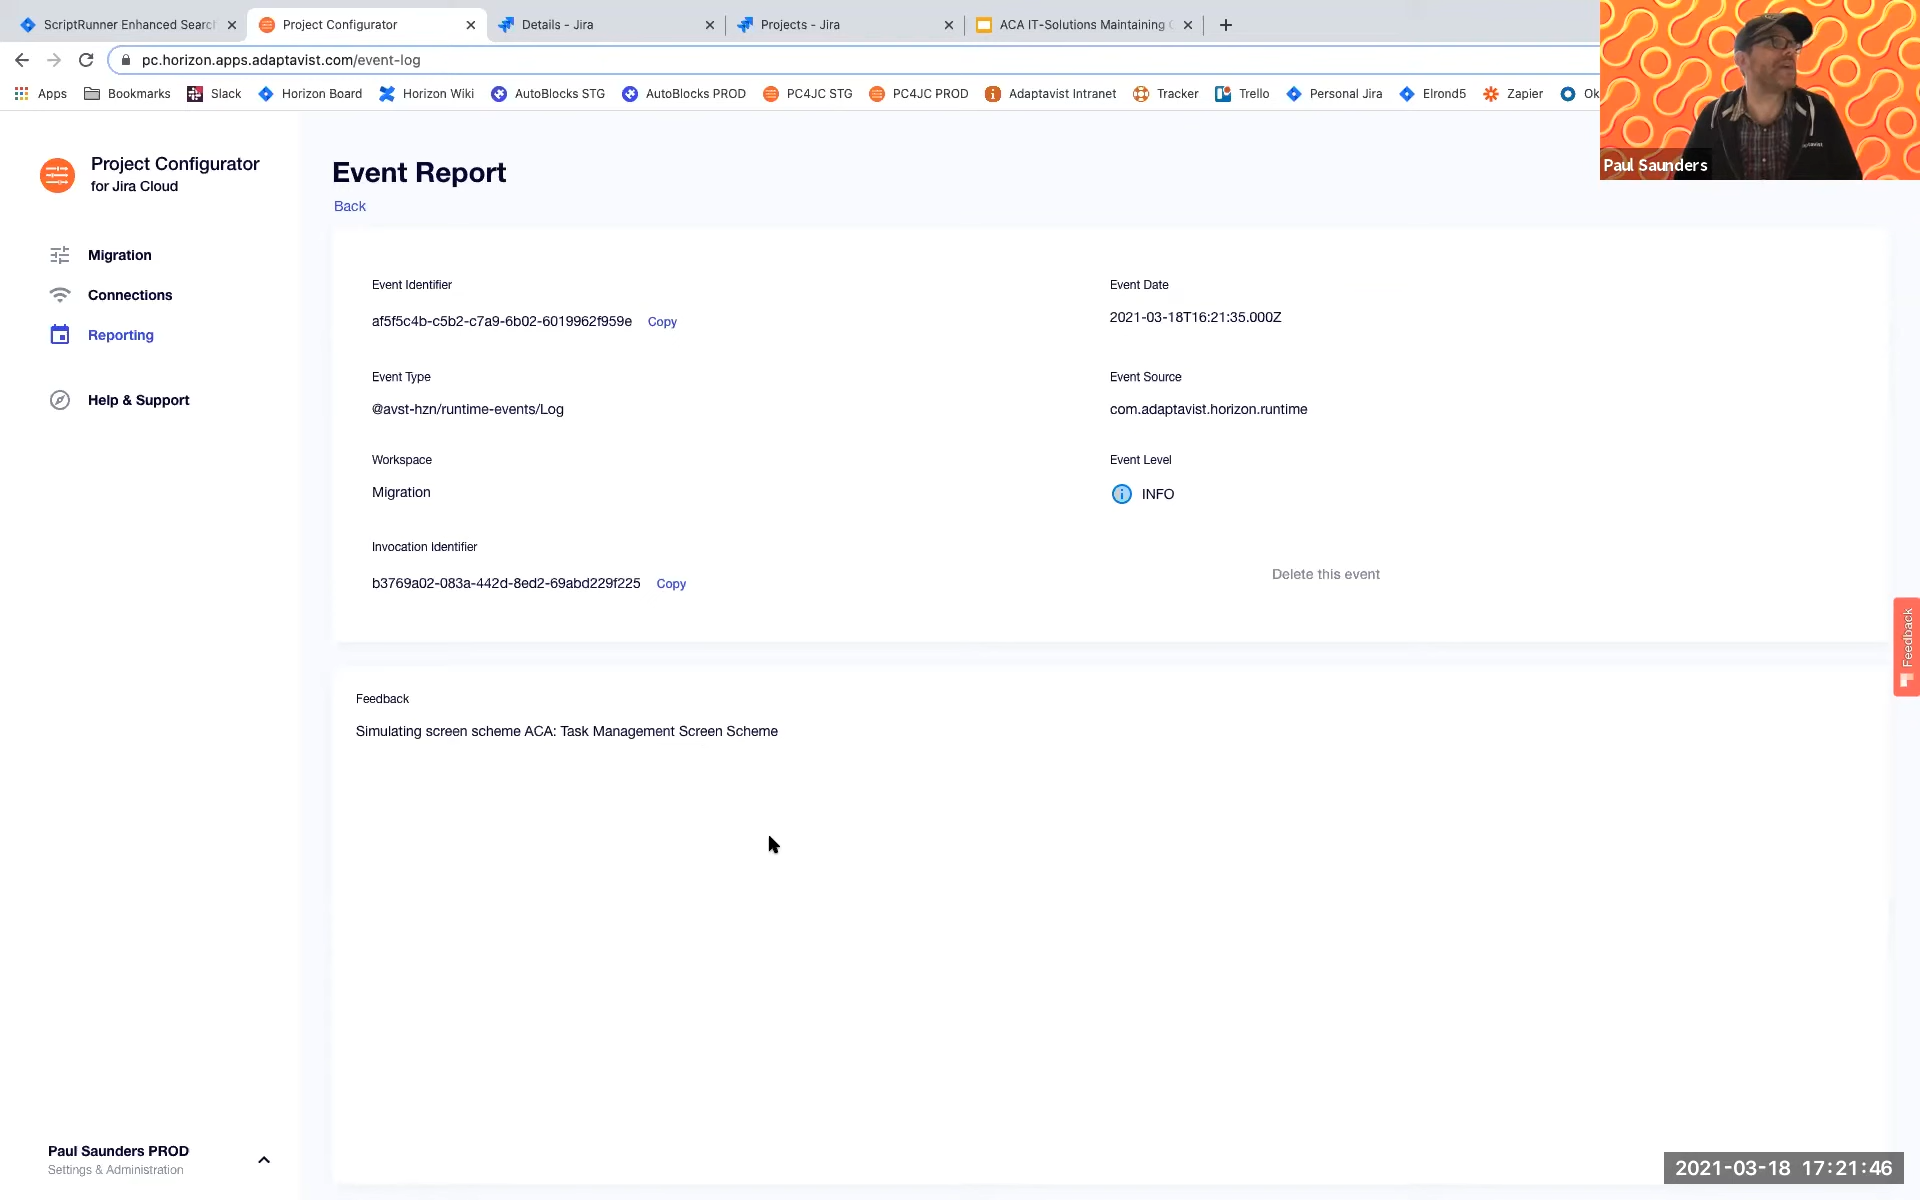 ScriptRunner Enhanced Search
Project Configurator
Details - Jira
Projects - Jira
ACA IT-Solutions Maintaining
pc.horizon.apps.adaptavist.com/event-log
Apps
Bookmarks
Slack
Horizon Board
Horizon Wiki
AutoBlocks STG
AutoBlocks PROD
PC4JC STG
PC4JC PROD
Adaptavist Intranet
Tracker
Trello
Personal Jira
Elrond5
Zapier
Ok
Paul Saunders
Project Configurator
for Jira Cloud
Migration
Connections
Reporting
Help & Support
Event Report
Back
Event Identifier
af5f5c4b-c5b2-c7a9-6b02-6019962f959e Copy
Event Date
2021-03-18T16:21:35.000Z
Event Type
@avst-hzn/runtime-events/Log
Event Source
com.adaptavist.horizon.runtime
Workspace
Migration
Event Level
INFO
Invocation Identifier
b3769a02-083a-442d-8ed2-69abd229f225 Copy
Delete this event
Feedback
Feedback
Simulating screen scheme ACA: Task Management Screen Scheme
Paul Saunders PROD
Settings & Administration
2021-03-18 17:21:46